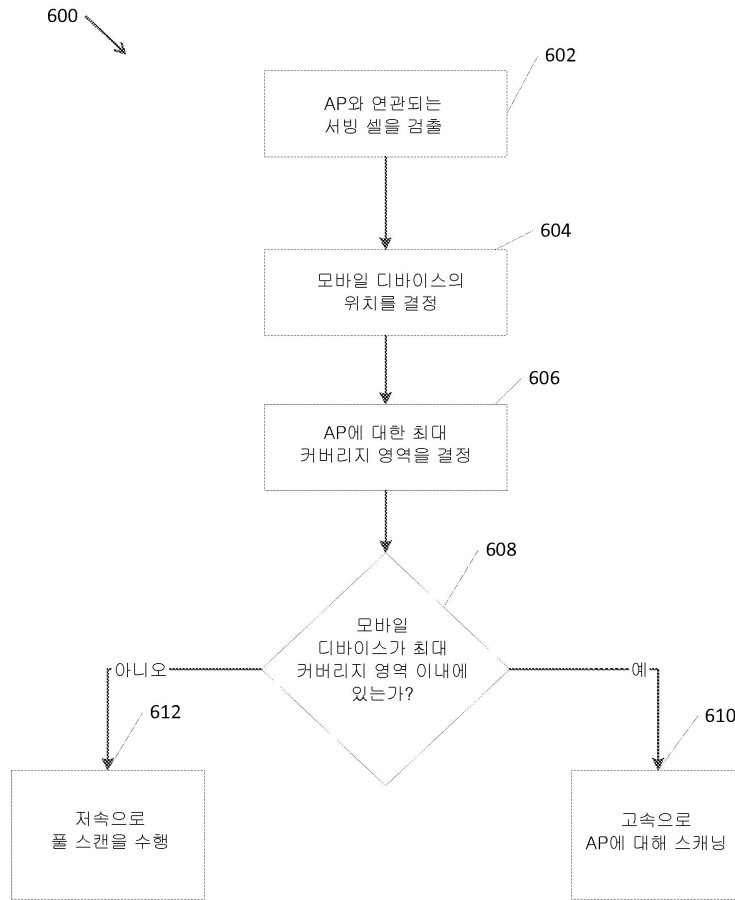 600
602
AP와 연관되는
서빙 셀을 검출
604
모바일 디바이스의
위치를 결정
606
AP에 대한 최대
커버리지 영역을 결정
608
모바일
디바이스가 최대
커버리지 영역 이내에
있는가?
아니오
예
612
610
저속으로
풀 스캔을 수행
고속으로
AP에 대해 스캐닝